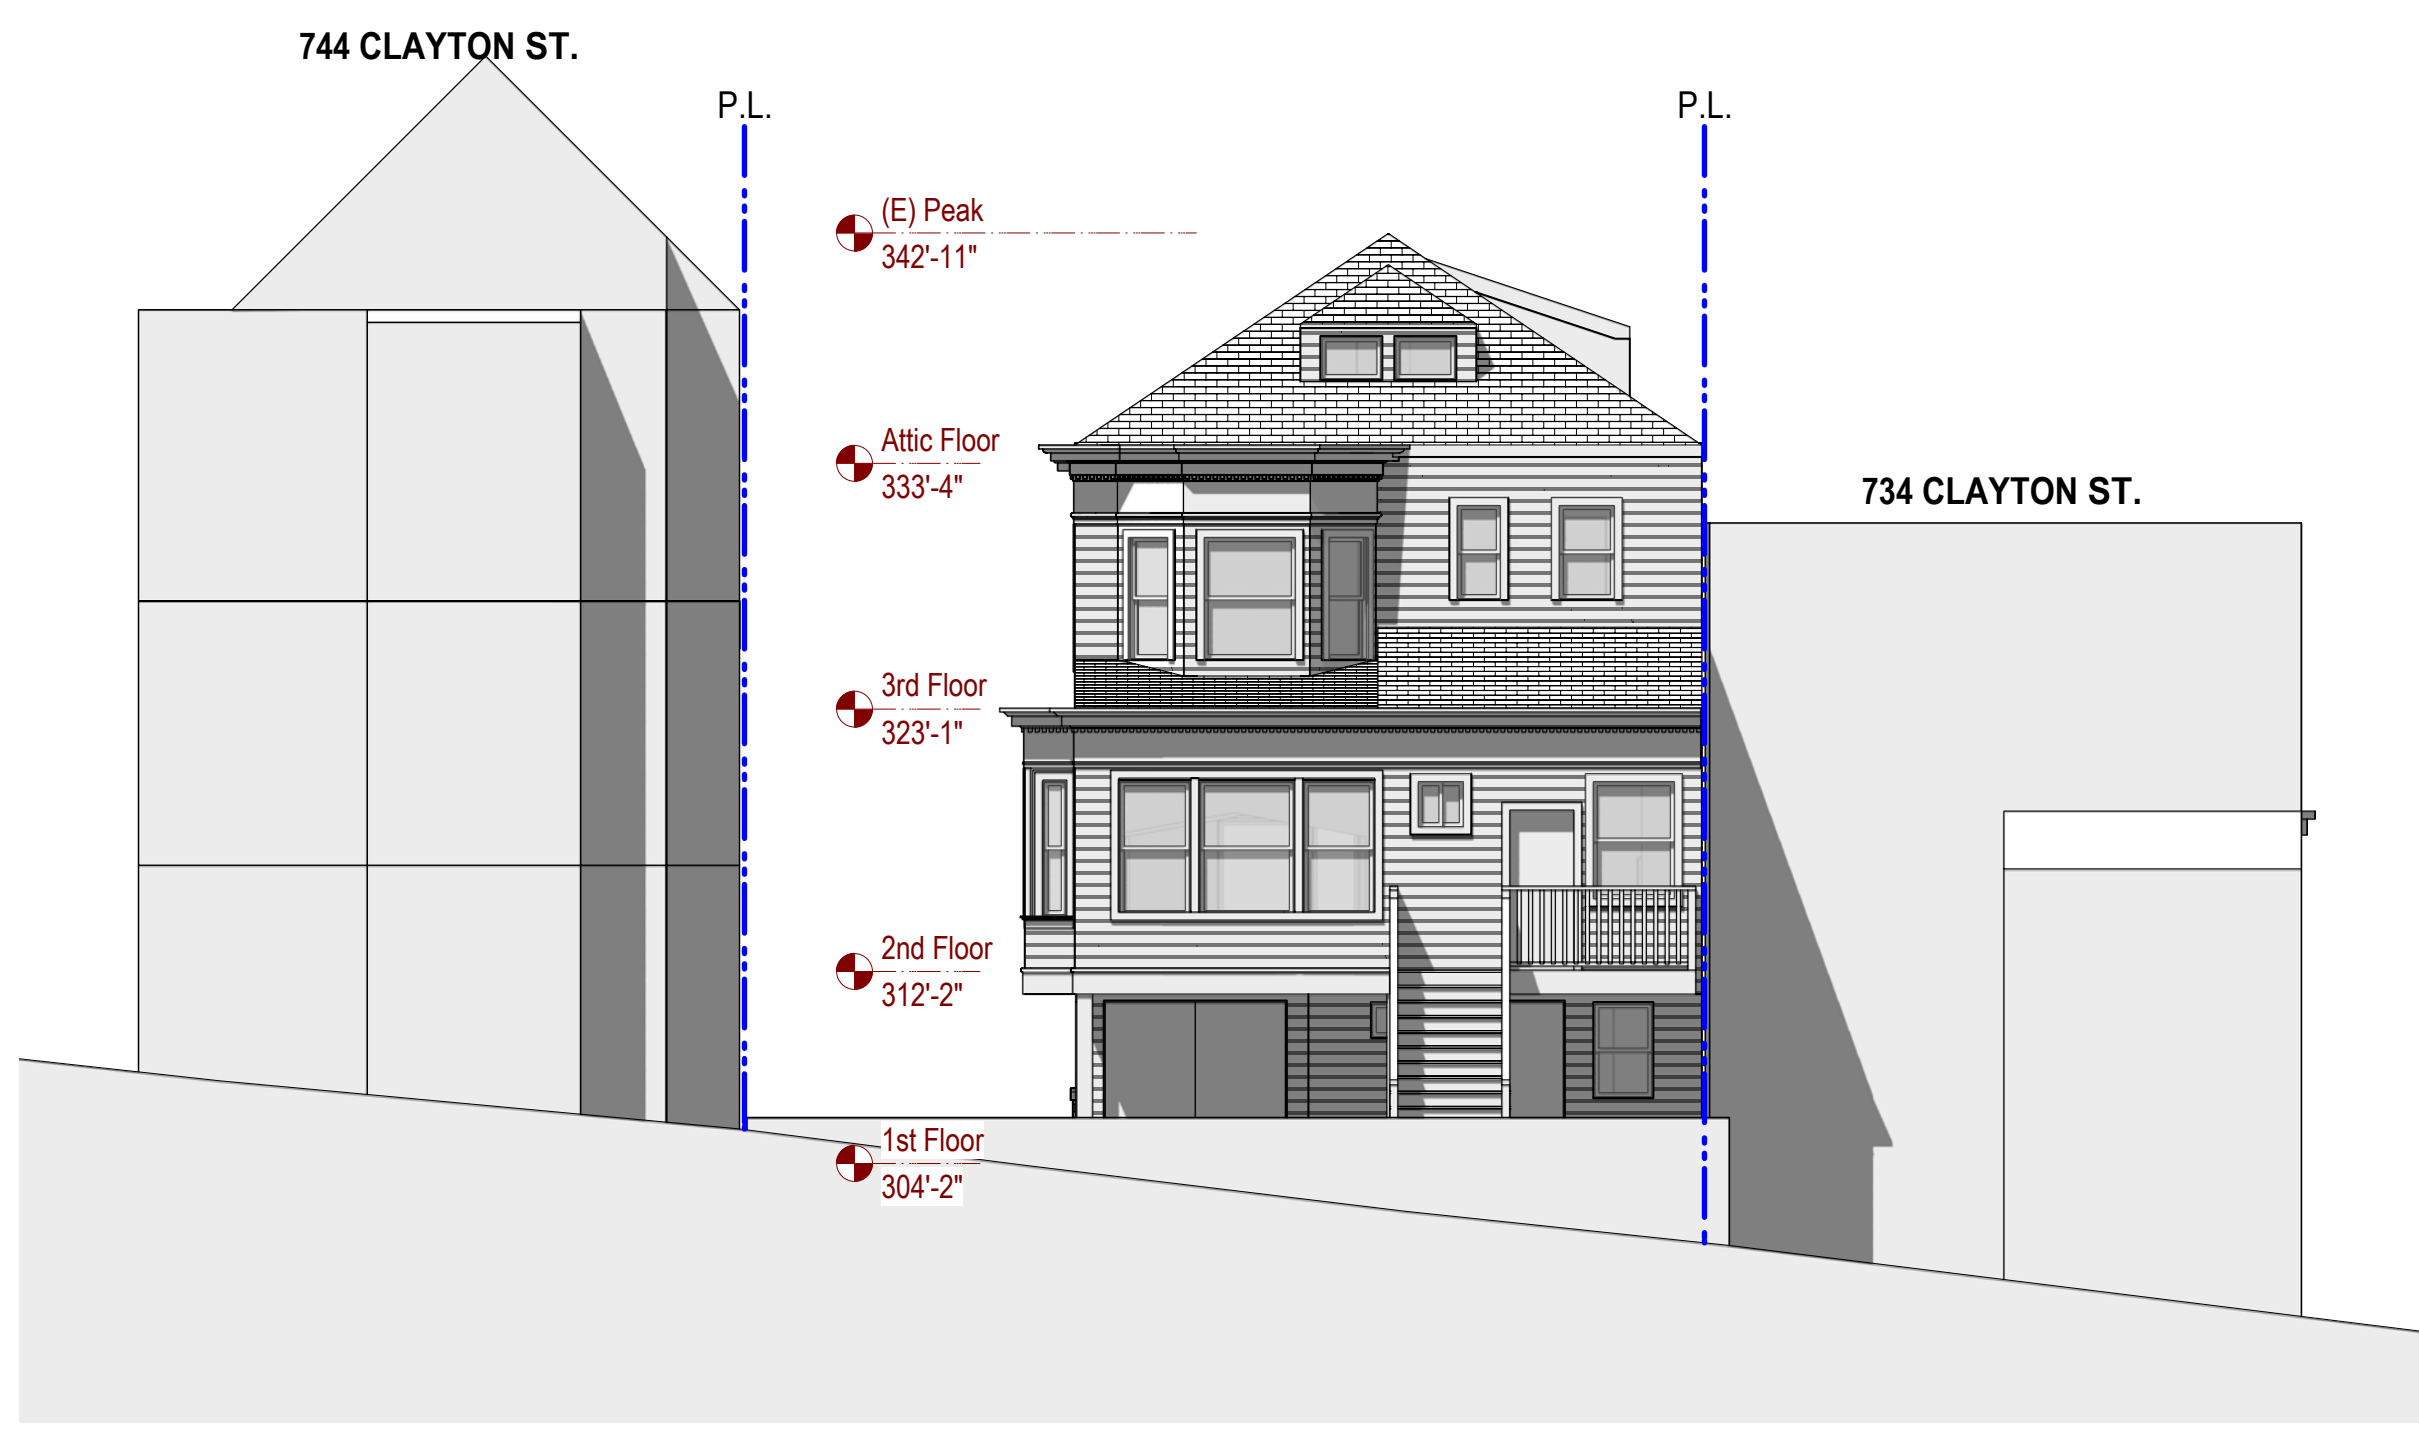 744 CLAYTON ST.
P.L.
P.L.
(E) Peak
342'-11"
Attic Floor
333'-4"
734 CLAYTON ST.
3rd Floor
323'-1"
2nd Floor
312'-2"
1st Floor
304'-2"